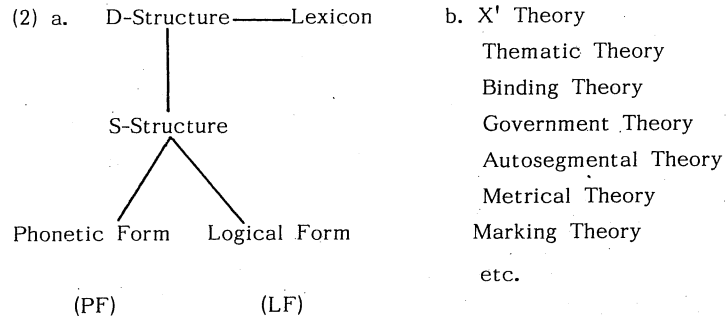 (2) a. D-Structure Lexicon
S-Structure
Phonetic Form Logical Form
(PF) (LF)
b. X' Theory
Thematic Theory
Binding Theory
Government Theory
Autosegmental Theory
Metrical Theory
Marking Theory
etc.